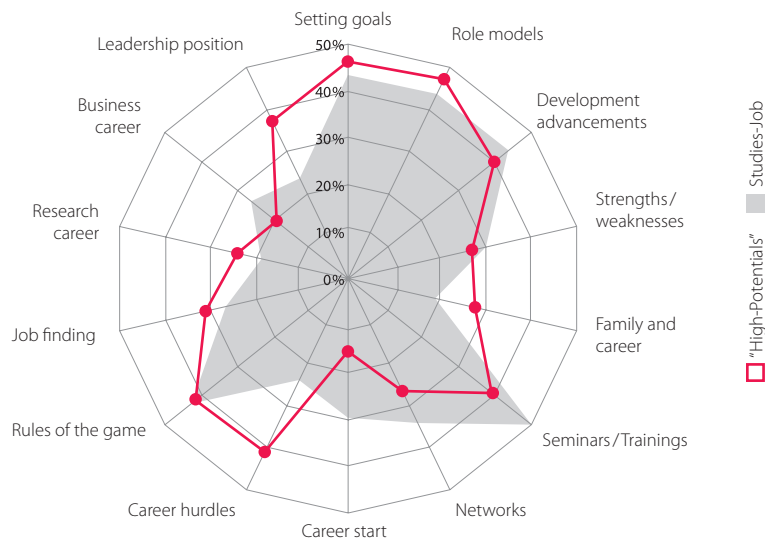 Setting goals
Role models
Development
advancements
Strengths/
weaknesses
Family and
career
Seminars/Trainings
Networks
Career start
Career hurdles
Rules of the game
Job finding
Research
career
Business
career
Leadership position
50%
40%
30%
20%
10%
0%
Studies-Job
"High-Potentials”